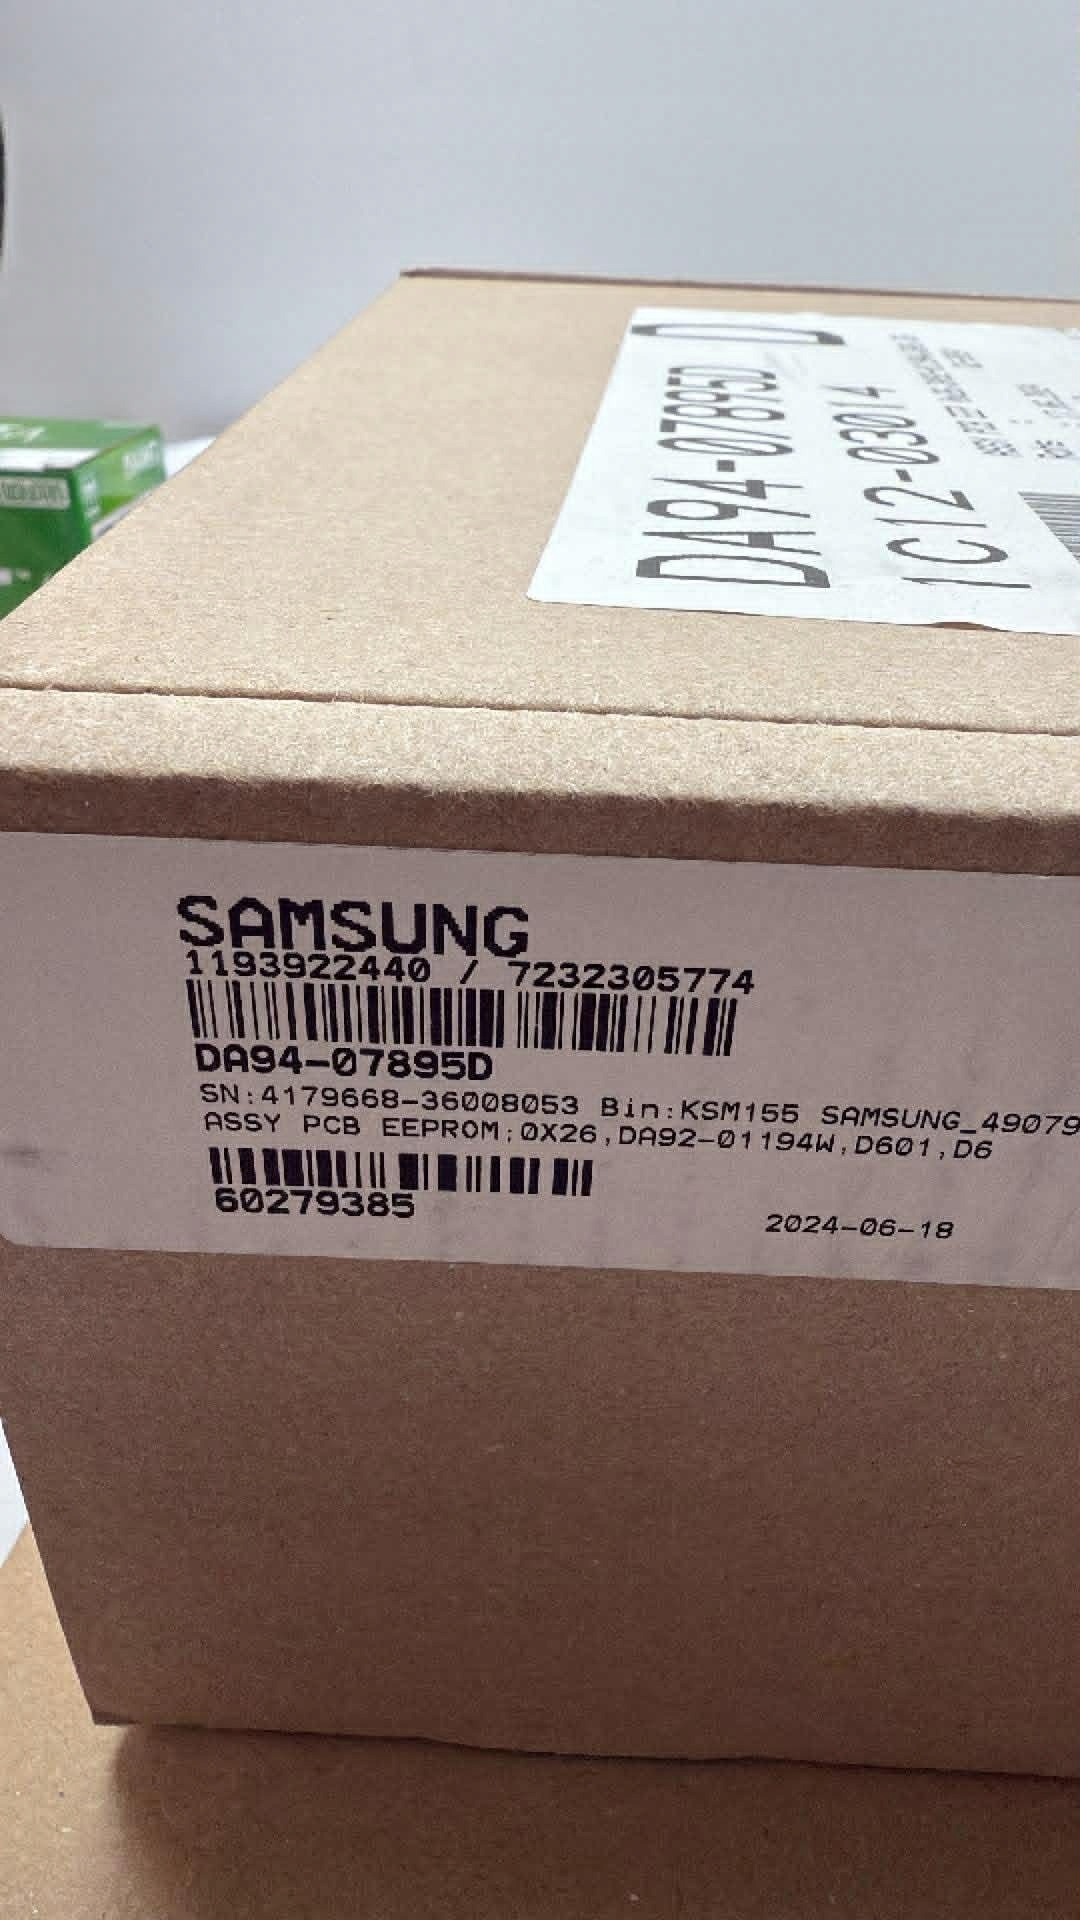 DA94-07895D D
1C12-03014
SAMSUNG
1193922440 / 7232305774
DA94-07895D
SN:4179668-36008053 Bin:KSM155 SAMSUNG_49079
ASSY PCB EEPROM;0X26,DA92-01194W,D601,D6
60279385
2024-06-18